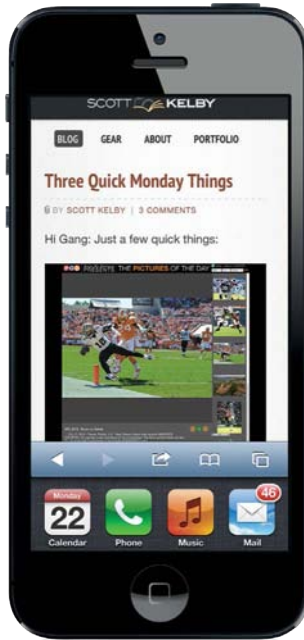 SCOTT KELBY
BLOG GEAR ABOUT PORTFOLIO
Three Quick Monday Things
BY SCOTT KELBY | 3 COMMENTS
Hi Gang: Just a few quick things:
THE PICTURES OF THE DAY
Monday
22
46
Calendar Phone Music Mail